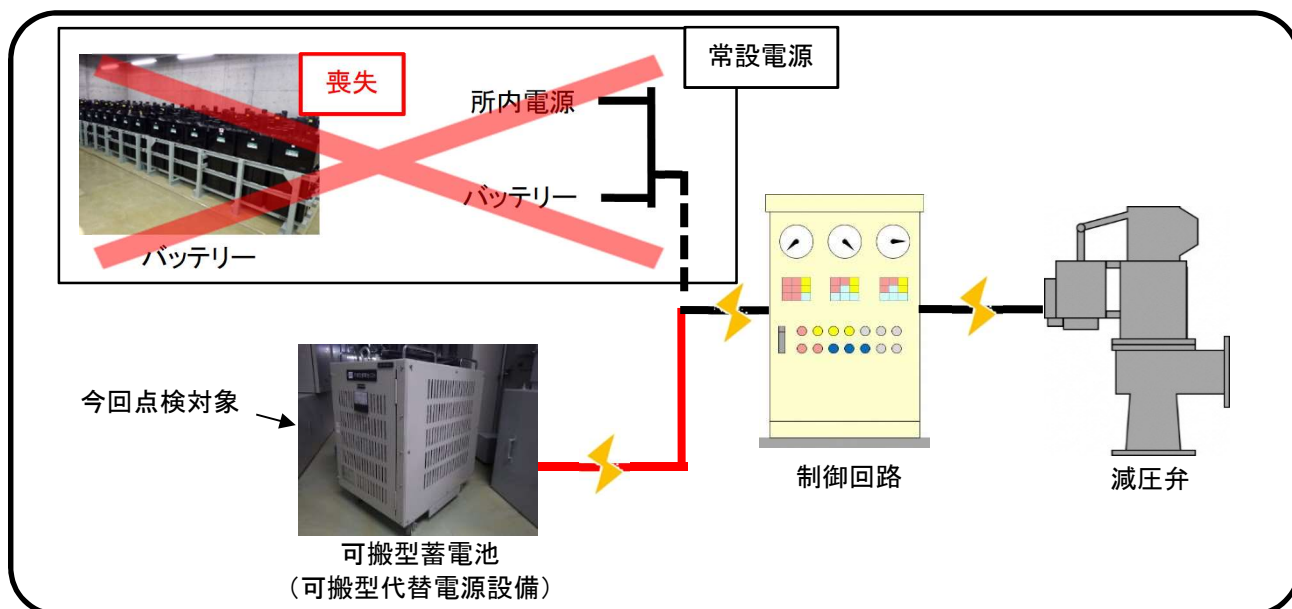 喪失
常設電源
所内電源
バッテリー
バッテリー
今回点検対象
制御回路
減圧弁
可搬型蓄電池
（可搬型代替電源設備）